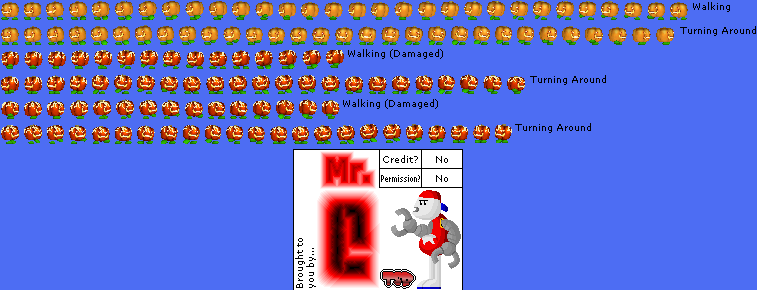 Walking
Turning Around
Walking (Damaged)
Turning Around
Walking (Damaged)
Turning Around
Mr.
C
Credit? No
Permission? No
Brought to
you by...